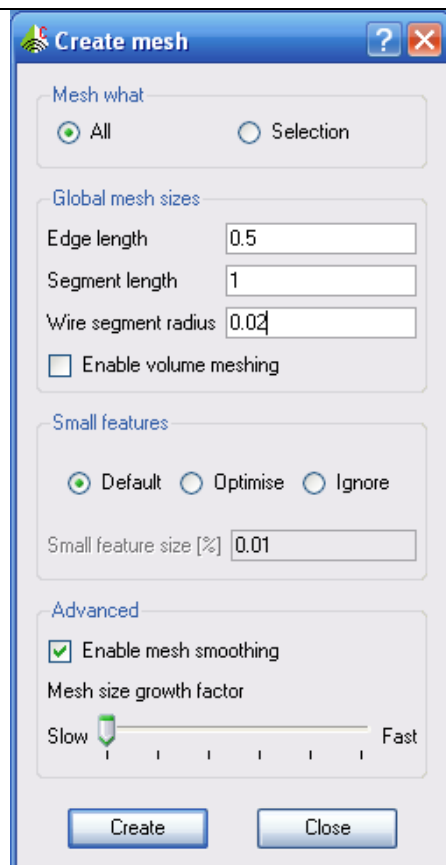 Create mesh
Mesh what
All Selection
Global mesh sizes
Edge length 0.5
Segment length 1
Wire segment radius 0.02
Enable volume meshing
Small features
Default Optimise Ignore
Small feature size [%] 0.01
Advanced
Enable mesh smoothing
Mesh size growth factor
Slow Fast
Create Close